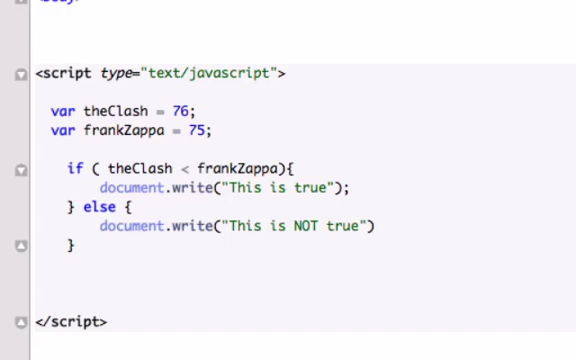 <script type="text/javascript">
var theClash = 76;
var frankZappa = 75;
if ( theClash < frankZappa){
document.write("This is true");
} else {
document.write("This is NOT true")
}
</script>